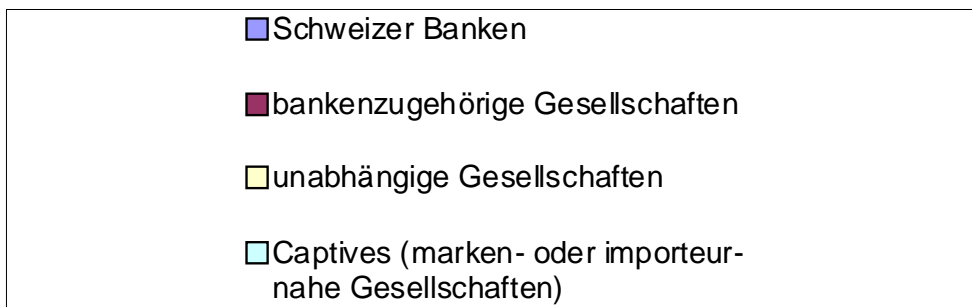 Schweizer Banken
bankenzugehörige Gesellschaften
unabhängige Gesellschaften
Captives (marken- oder importeur-
nahe Gesellschaften)